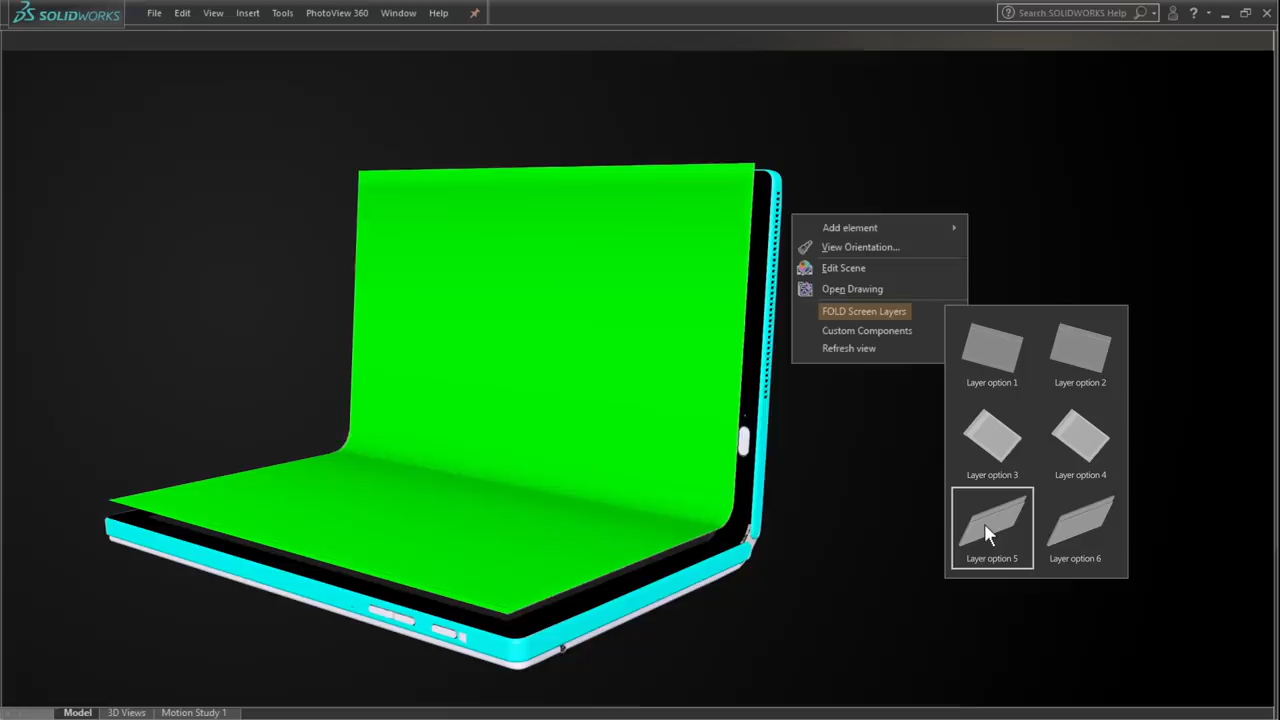 SOLIDWORKS File Edit View Insert Tools PhotoView 360 Window Help Search SOLIDWORKS Help ?
Add element
View Orientation...
Edit Scene
Open Drawing
FOLD Screen Layers
Custom Components
Refresh view
Layer option 1 Layer option 2
Layer option 3 Layer option 4
Layer option 5 Layer option 6
Model 3D Views Motion Study 1